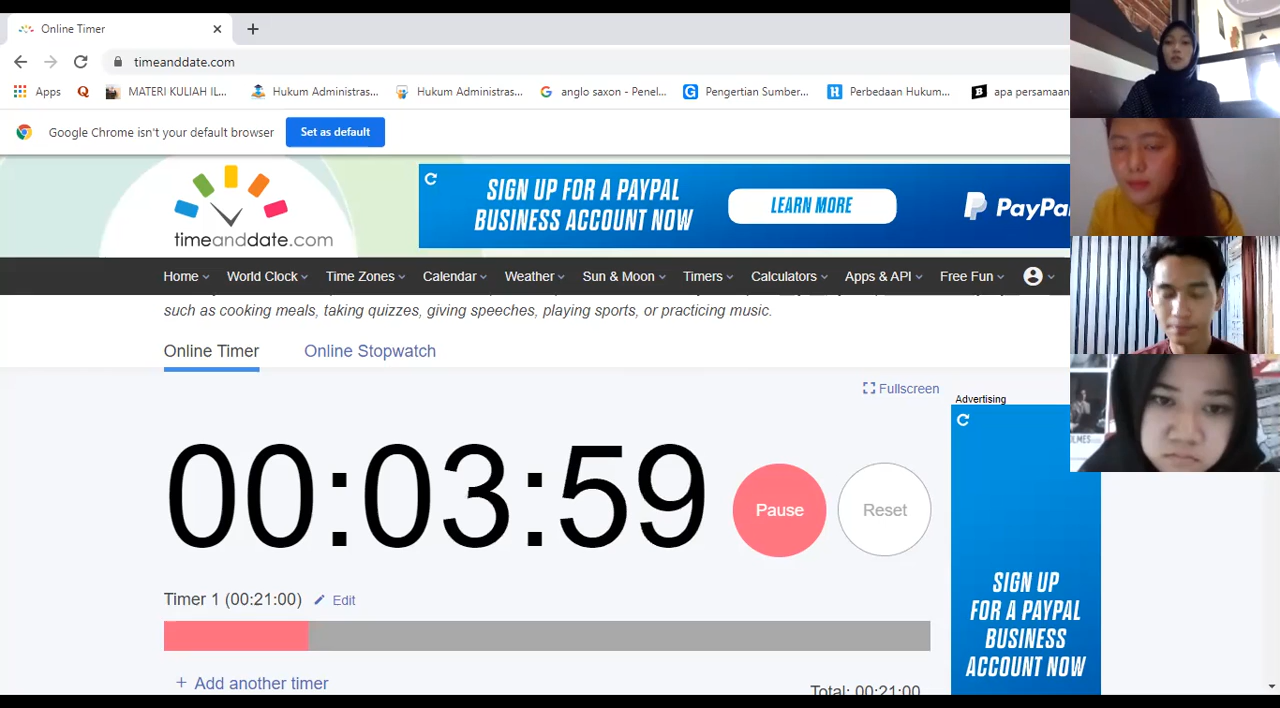 Online Timer
timeanddate.com
Apps
MATERI KULIAH IL...
Hukum Administras...
Hukum Administras...
anglo saxon - Penel...
Pengertian Sumber...
Perbedaan Hukum...
apa persamaan
Google Chrome isn't your default browser
Set as default
timeanddate.com
SIGN UP FOR A PAYPAL
BUSINESS ACCOUNT NOW
LEARN MORE
PayPa
Home
World Clock
Time Zones
Calendar
Weather
Sun & Moon
Timers
Calculators
Apps & API
Free Fun
such as cooking meals, taking quizzes, giving speeches, playing sports, or practicing music.
Online Timer
Online Stopwatch
Fullscreen
Advertising
00:03:59
Pause
Reset
Timer 1 (00:21:00)
Edit
Add another timer
Total: 00:21:00
SIGN UP
FOR A PAYPAL
BUSINESS
ACCOUNT NOW